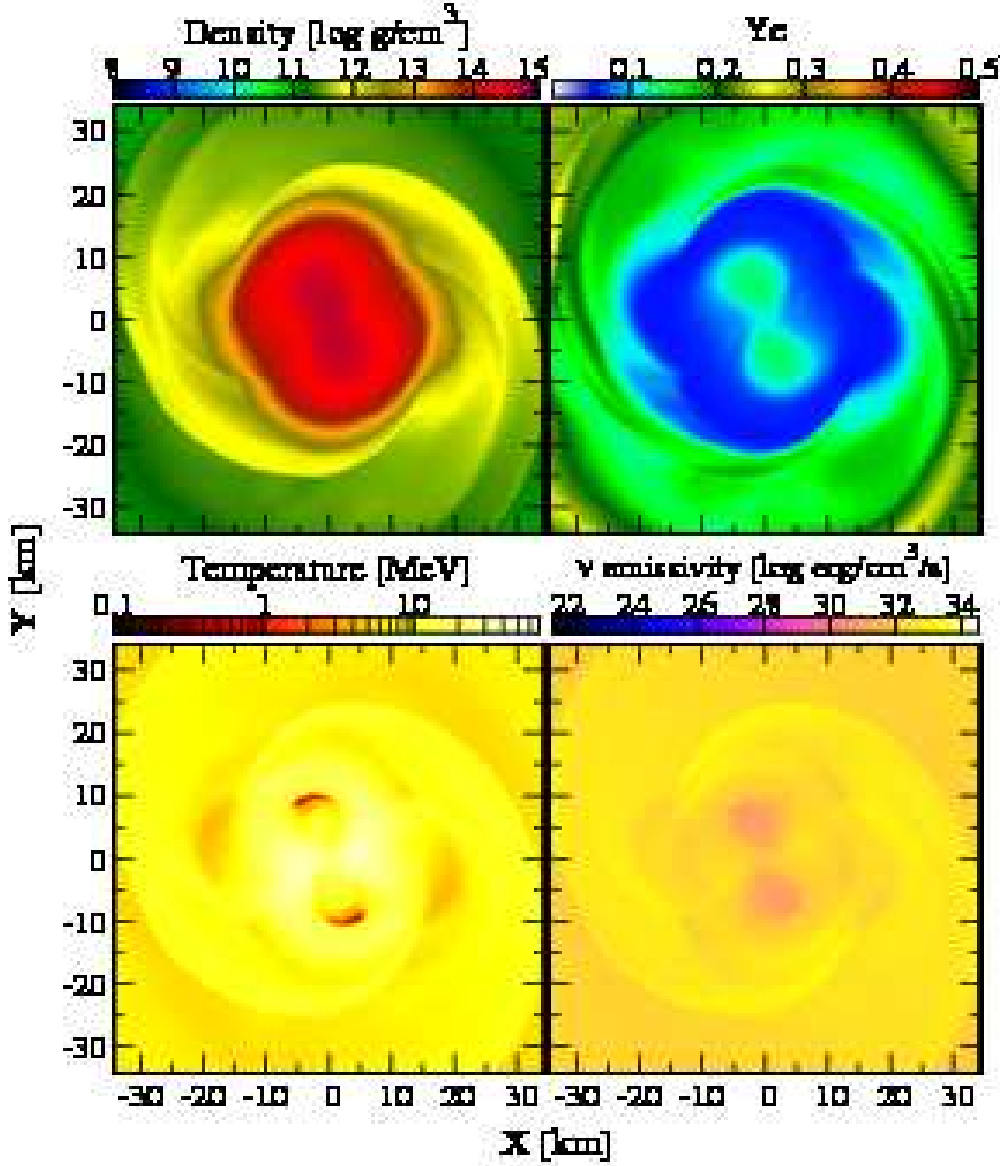 Density [log g/cm³]
Ye
8 9 10 11 12 13 14 15
0.1 0.2 0.3 0.4 0.5
30
20
10
0
-10
-20
-30
Y [km]
Temperature [MeV]
ν emissivity [log erg/cm³/s]
0.1 1 10
22 24 26 28 30 32 34
30
20
10
0
-10
-20
-30
-30 -20 -10 0 10 20 30
-30 -20 -10 0 10 20 30
X [km]